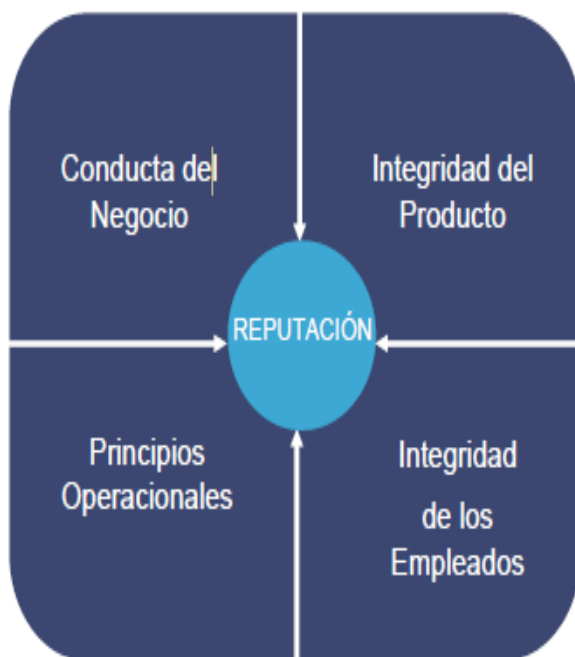 Conducta del
Negocio
Integridad del
Producto
REPUTACIÓN
Principios
Operacionales
Integridad
de los
Empleados